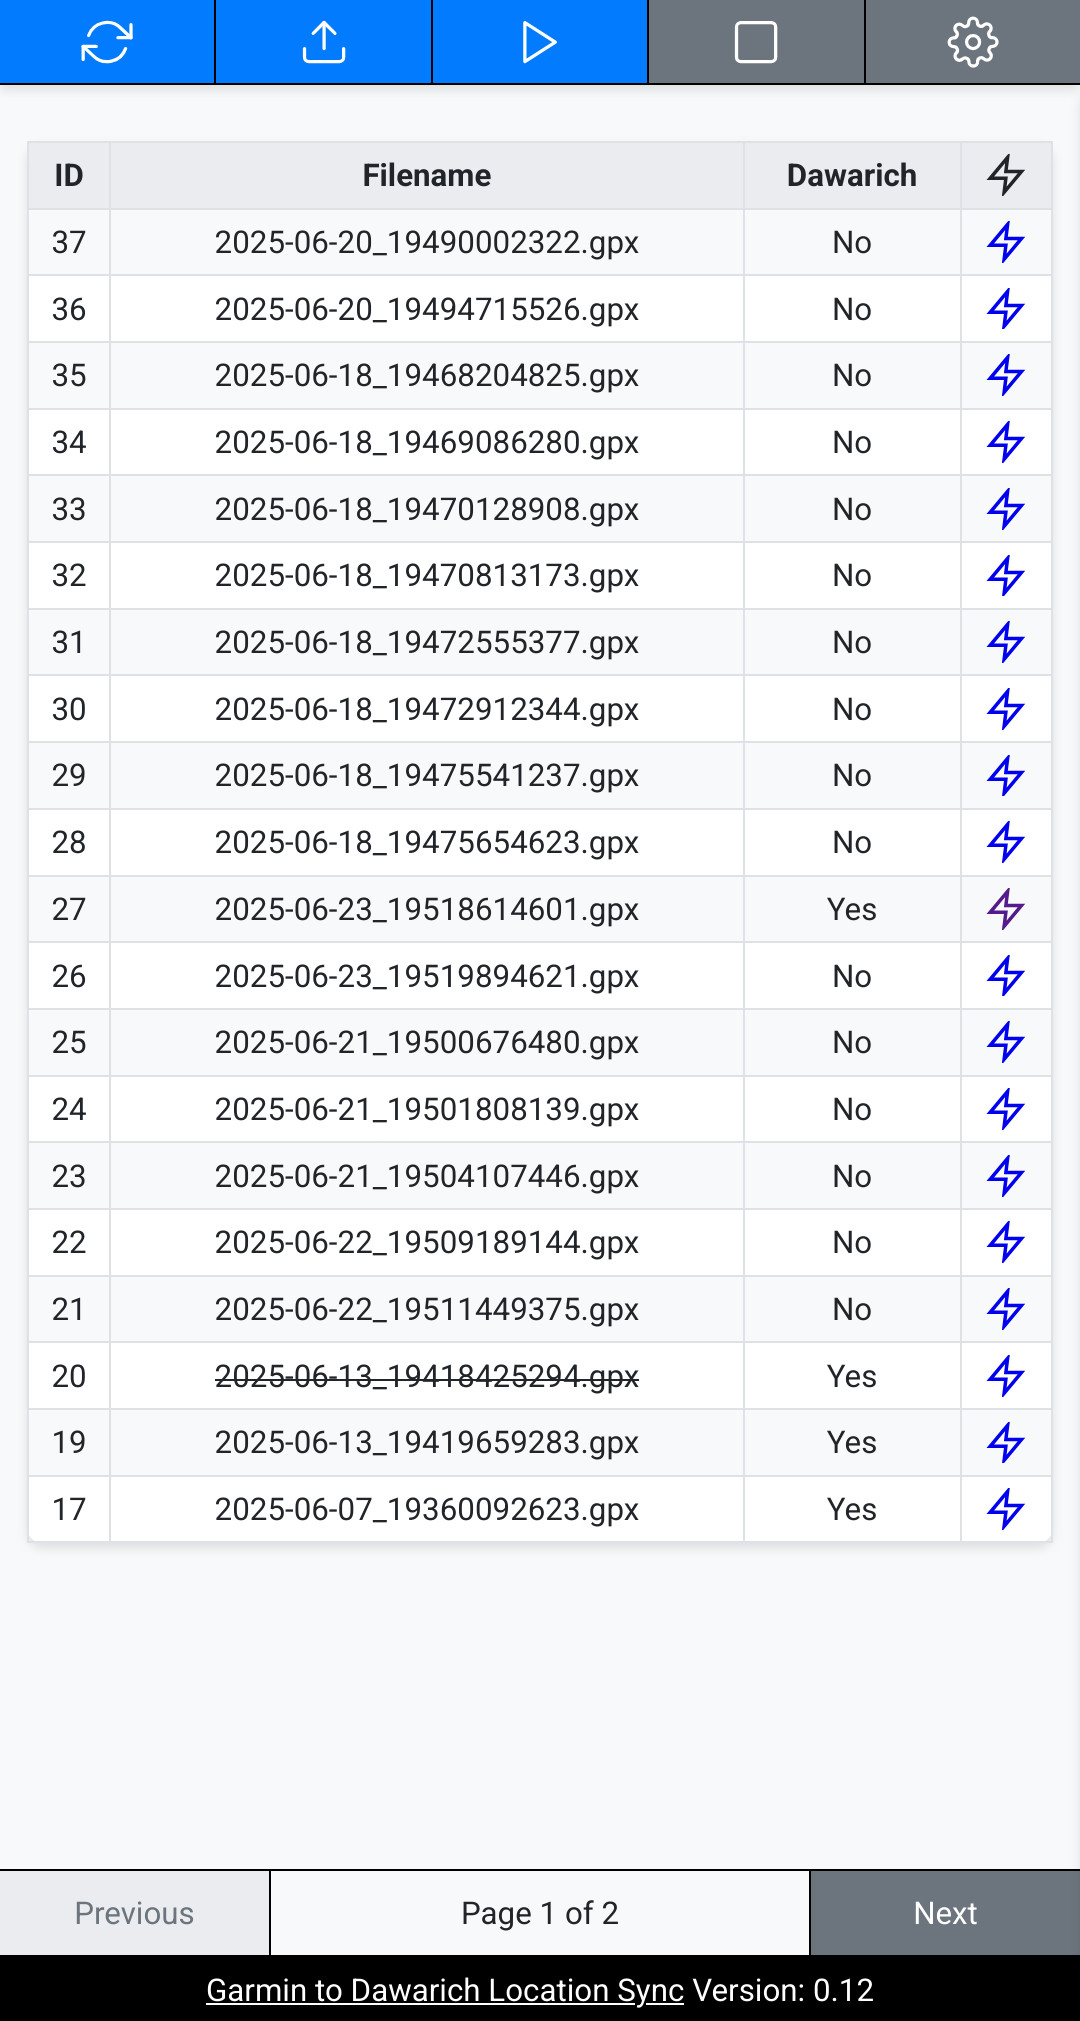 ID Filename Dawarich
37 2025-06-20_19490002322.gpx No
36 2025-06-20_19494715526.gpx No
35 2025-06-18_19468204825.gpx No
34 2025-06-18_19469086280.gpx No
33 2025-06-18_19470128908.gpx No
32 2025-06-18_19470813173.gpx No
31 2025-06-18_19472555377.gpx No
30 2025-06-18_19472912344.gpx No
29 2025-06-18_19475541237.gpx No
28 2025-06-18_19475654623.gpx No
27 2025-06-23_19518614601.gpx Yes
26 2025-06-23_19519894621.gpx No
25 2025-06-21_19500676480.gpx No
24 2025-06-21_19501808139.gpx No
23 2025-06-21_19504107446.gpx No
22 2025-06-22_19509189144.gpx No
21 2025-06-22_19511449375.gpx No
20 2025-06-13_19418425294.gpx Yes
19 2025-06-13_19419659283.gpx Yes
17 2025-06-07_19360092623.gpx Yes
Previous Page 1 of 2 Next
Garmin to Dawarich Location Sync Version: 0.12